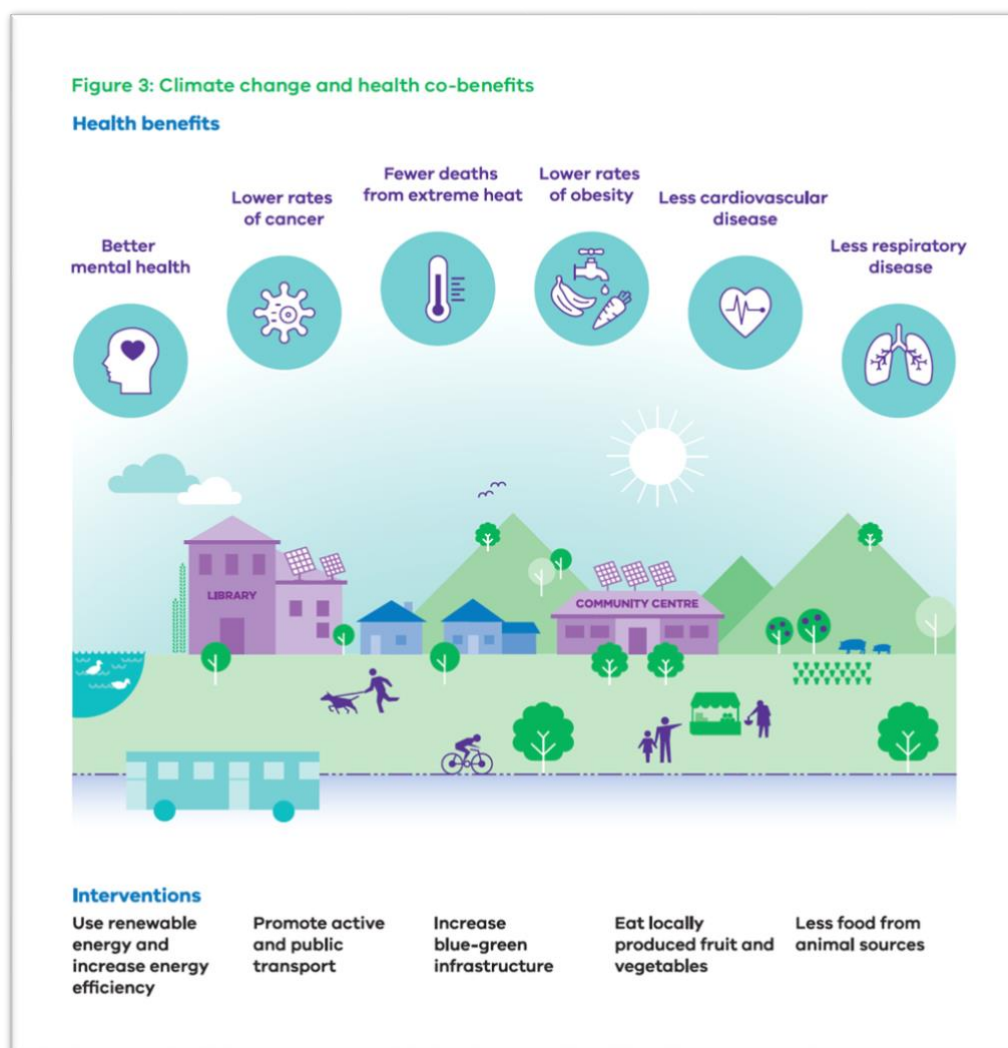 Figure 3: Climate change and health co-benefits
Health benefits
Better
mental health
Lower rates
of cancer
Fewer deaths
from extreme heat
Lower rates
of obesity
Less cardiovascular
disease
Less respiratory
disease
LIBRARY
COMMUNITY CENTRE
Interventions
Use renewable
energy and
increase energy
efficiency
Promote active
and public
transport
Increase
blue-green
infrastructure
Eat locally
produced fruit and
vegetables
Less food from
animal sources